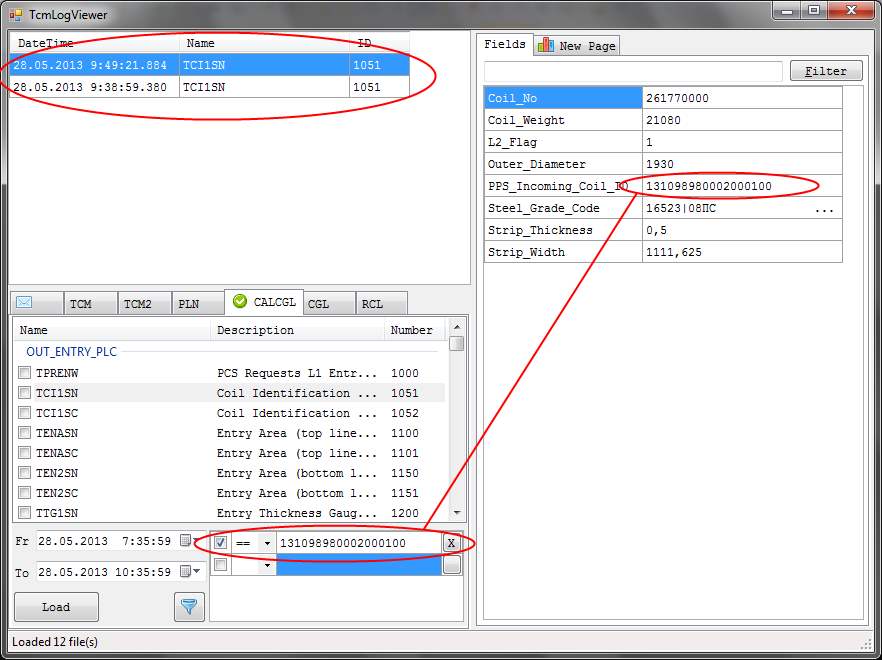 TcmLogViewer
DateTime Name ID
28.05.2013 9:49:21.884 TCI1SN 1051
28.05.2013 9:38:59.380 TCI1SN 1051
Fields New Page
Filter
Coil_No 261770000
Coil_Weight 21080
L2_Flag 1
Outer_Diameter 1930
PPS_Incoming_Coil_ID 131098980002000100
Steel_Grade_Code 16523|08ПС ...
Strip_Thickness 0,5
Strip_Width 1111,625
TCM TCM2 PLN CALCGL CGL RCL
Name Description Number
OUT_ENTRY_PLC
TPRENW PCS Requests L1 Entr... 1000
TCI1SN Coil Identification ... 1051
TCI1SC Coil Identification ... 1052
TENASN Entry Area (top line... 1100
TENASC Entry Area (top line... 1101
TEN2SN Entry Area (bottom l... 1150
TEN2SC Entry Area (bottom l... 1151
TTG1SN Entry Thickness Gaug... 1200
Fr 28.05.2013 7:35:59
== 131098980002000100 X
To 28.05.2013 10:35:59
Load
Loaded 12 file(s)